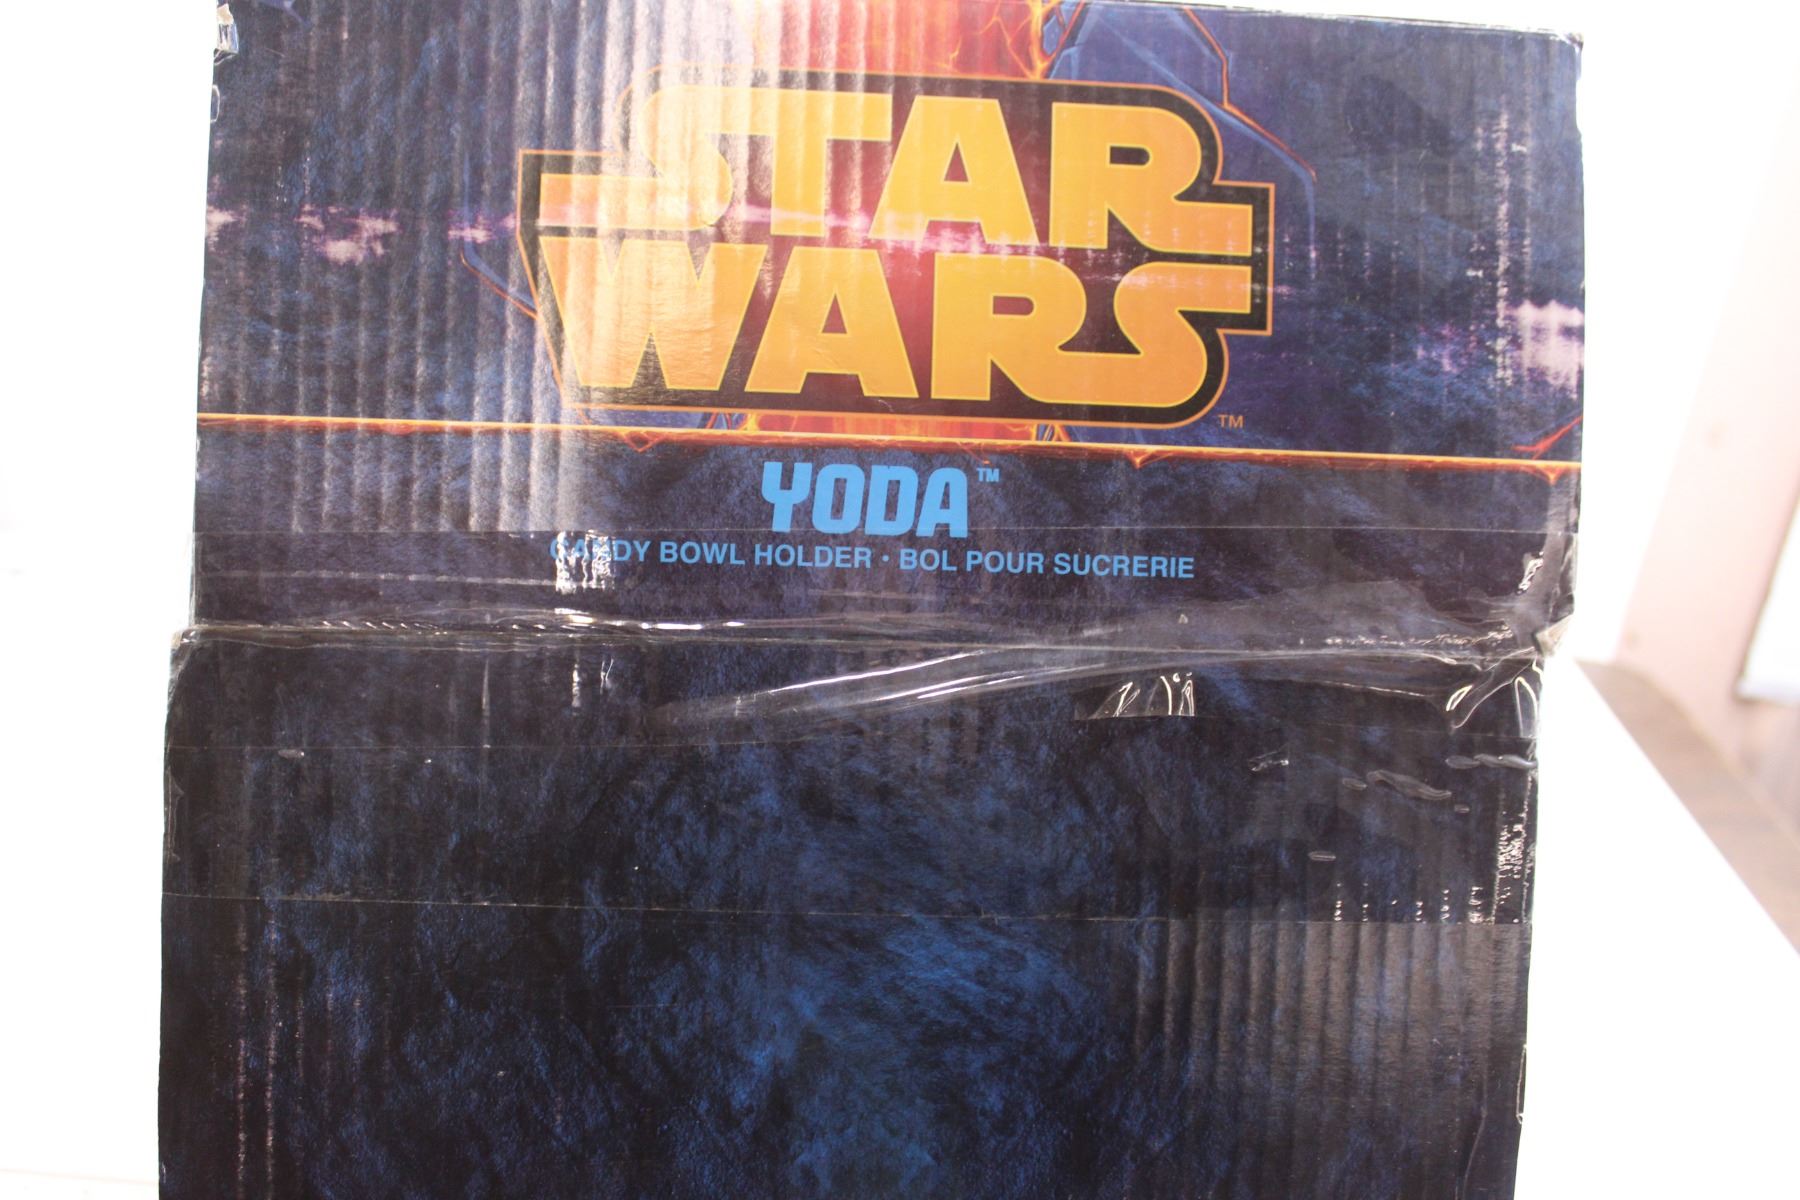 STAR
WARS
TM
YODA™
CANDY BOWL HOLDER • BOL POUR SUCRERIE